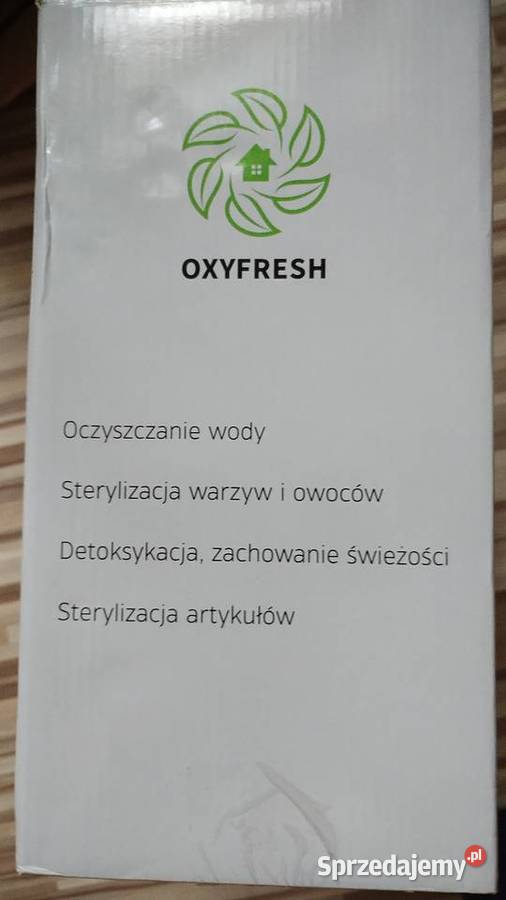 OXYFRESH
Oczyszczanie wody
Sterylizacja warzyw i owoców
Detoksykacja, zachowanie świeżości
Sterylizacja artykułów
Sprzedajemy.pl